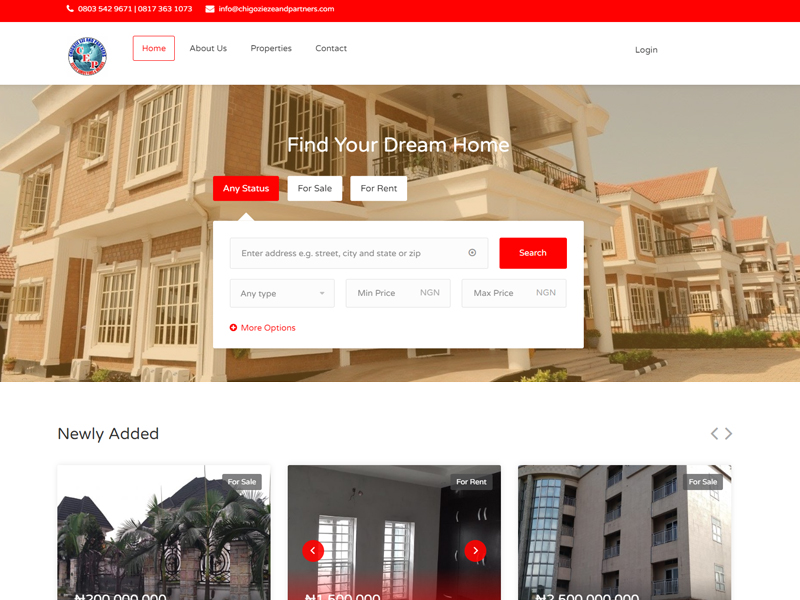 0803 542 9671 | 0817 363 1073 info@chigoziezeandpartners.com
Home About Us Properties Contact Login
Find Your Dream Home
Any Status For Sale For Rent
Enter address e.g. street, city and state or zip Search
Any type Min Price NGN Max Price NGN
More Options
Newly Added
For Sale For Rent For Sale
₦200,000,000 ₦1,500,000 ₦2,500,000,000